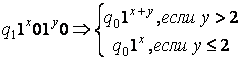 q₁1ˣ01ʸ0 ⇒ { q₀1ˣ⁺ʸ, если y > 2
q₀1ˣ, если y ≤ 2